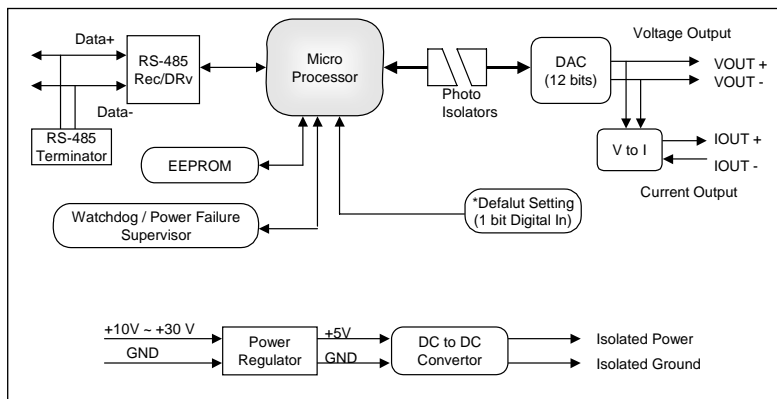 Data+
RS-485
Rec/DRv
Data-
RS-485
Terminator
Micro
Processor
Photo
Isolators
DAC
(12 bits)
Voltage Output
VOUT +
VOUT -
V to I
IOUT +
IOUT -
Current Output
EEPROM
Watchdog / Power Failure
Supervisor
*Defalut Setting
(1 bit Digital In)
+10V ~ +30 V
GND
Power
Regulator
+5V
GND
DC to DC
Convertor
Isolated Power
Isolated Ground